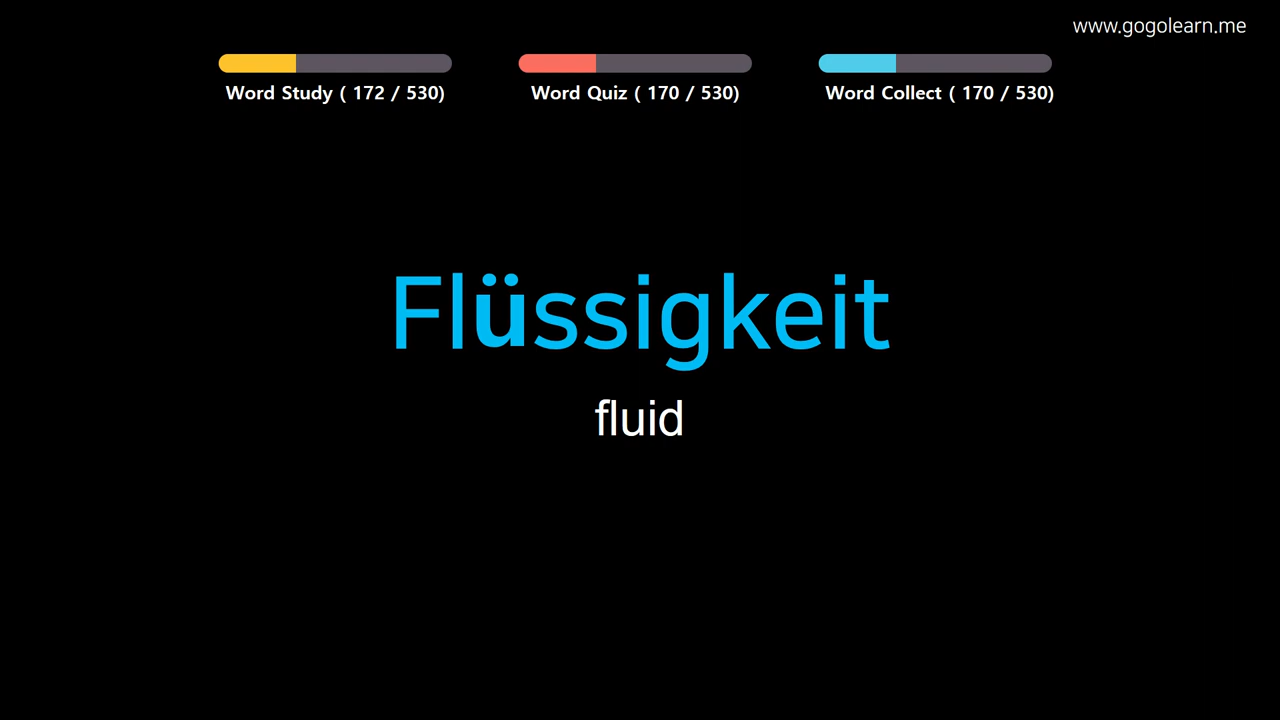 www.gogolearn.me
Word Study ( 172 / 530)
Word Quiz ( 170 / 530)
Word Collect ( 170 / 530)
Flüssigkeit
fluid